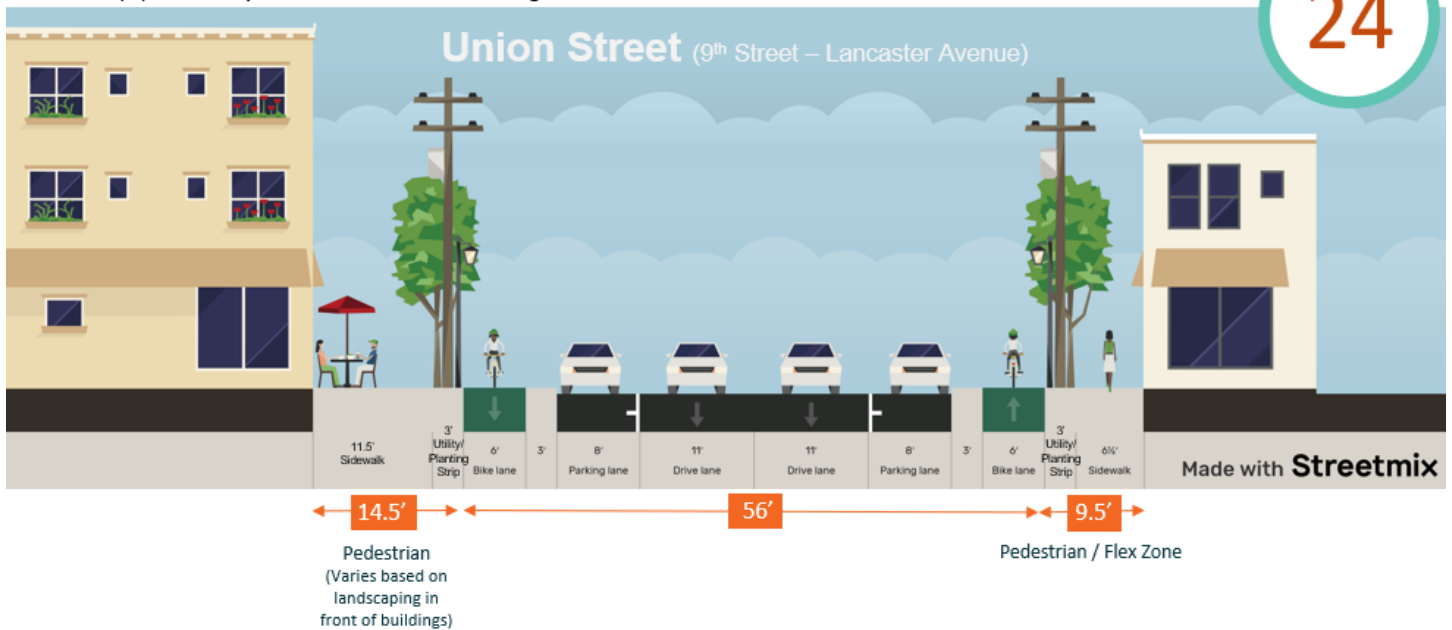 24
Union Street (9th Street – Lancaster Avenue)
11.5'
Sidewalk
3'
Utility/
Planting
Strip
6'
Bike lane
3'
8'
Parking lane
11'
Drive lane
11'
Drive lane
8'
Parking lane
3'
6'
Bike lane
3'
Utility/
Planting
Strip
6½'
Sidewalk
Made with Streetmix
14.5'
56'
9.5'
Pedestrian
(Varies based on
landscaping in
front of buildings)
Pedestrian / Flex Zone